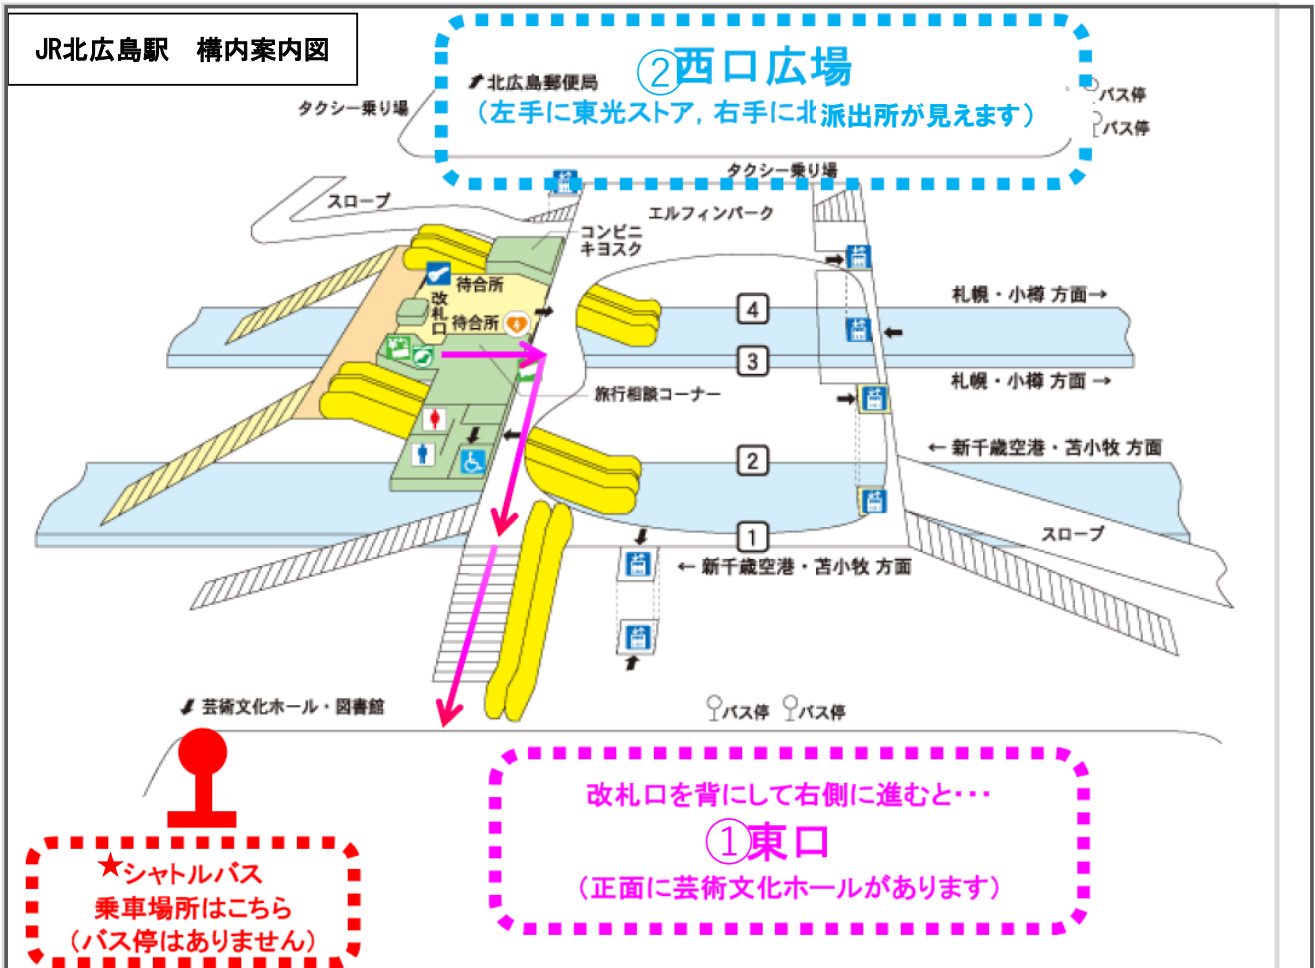 JR北広島駅　構内案内図
②西口広場
北広島郵便局
(左手に東光ストア, 右手に北派出所が見えます)
タクシー乗り場
バス停
バス停
タクシー乗り場
スロープ
エルフィンパーク
コンビニ
キヨスク
待合所
改札口
待合所
4
札幌・小樽 方面→
3
札幌・小樽 方面 →
旅行相談コーナー
2
← 新千歳空港・苫小牧 方面
1
スロープ
← 新千歳空港・苫小牧 方面
芸術文化ホール・図書館
バス停
バス停
改札口を背にして右側に進むと・・・
①東口
(正面に芸術文化ホールがあります)
★シャトルバス
乗車場所はこちら
(バス停はありません)